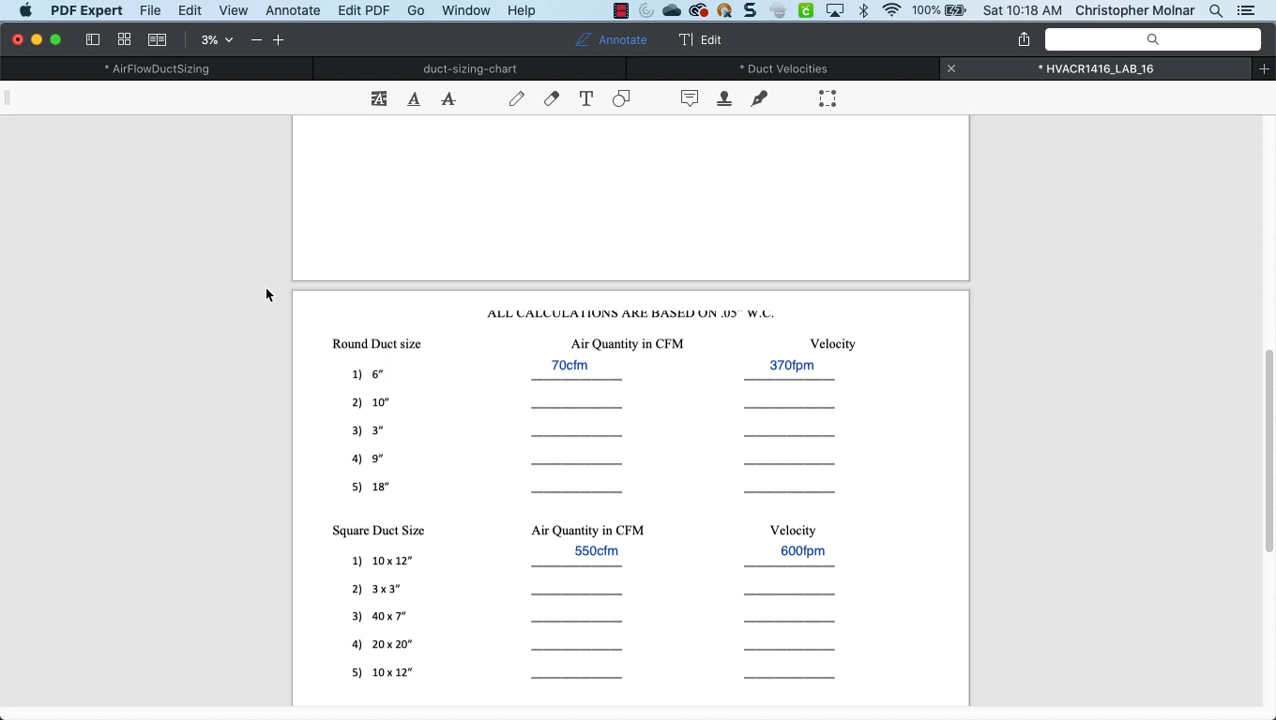 PDF Expert File Edit View Annotate Edit PDF Go Window Help 100% Sat 10:18 AM Christopher Molnar
3% Annotate Edit
* AirFlowDuctSizing duct-sizing-chart * Duct Velocities * HVACR1416_LAB_16
ALL CALCULATIONS ARE BASED ON .05" W.C.
Round Duct size Air Quantity in CFM Velocity
1) 6" 70cfm 370fpm
2) 10"
3) 3"
4) 9"
5) 18"
Square Duct Size Air Quantity in CFM Velocity
1) 10 x 12" 550cfm 600fpm
2) 3 x 3"
3) 40 x 7"
4) 20 x 20"
5) 10 x 12"